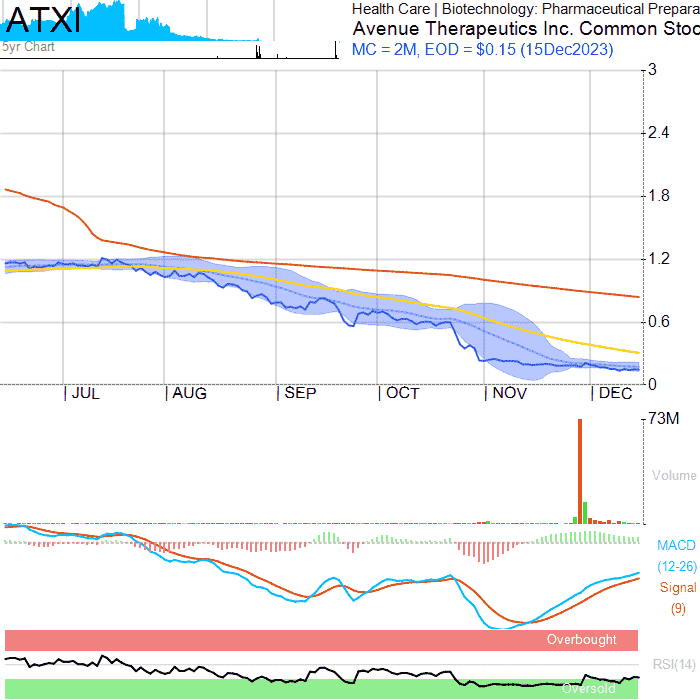 ATXI
5yr Chart
Health Care | Biotechnology: Pharmaceutical Prepara
Avenue Therapeutics Inc. Common Stoc
MC = 2M, EOD = $0.15 (15Dec2023)
3
2.4
1.8
1.2
0.6
0
JUL
AUG
SEP
OCT
NOV
DEC
73M
Volume
MACD
(12-26)
Signal
(9)
Overbought
RSI(14)
Oversold